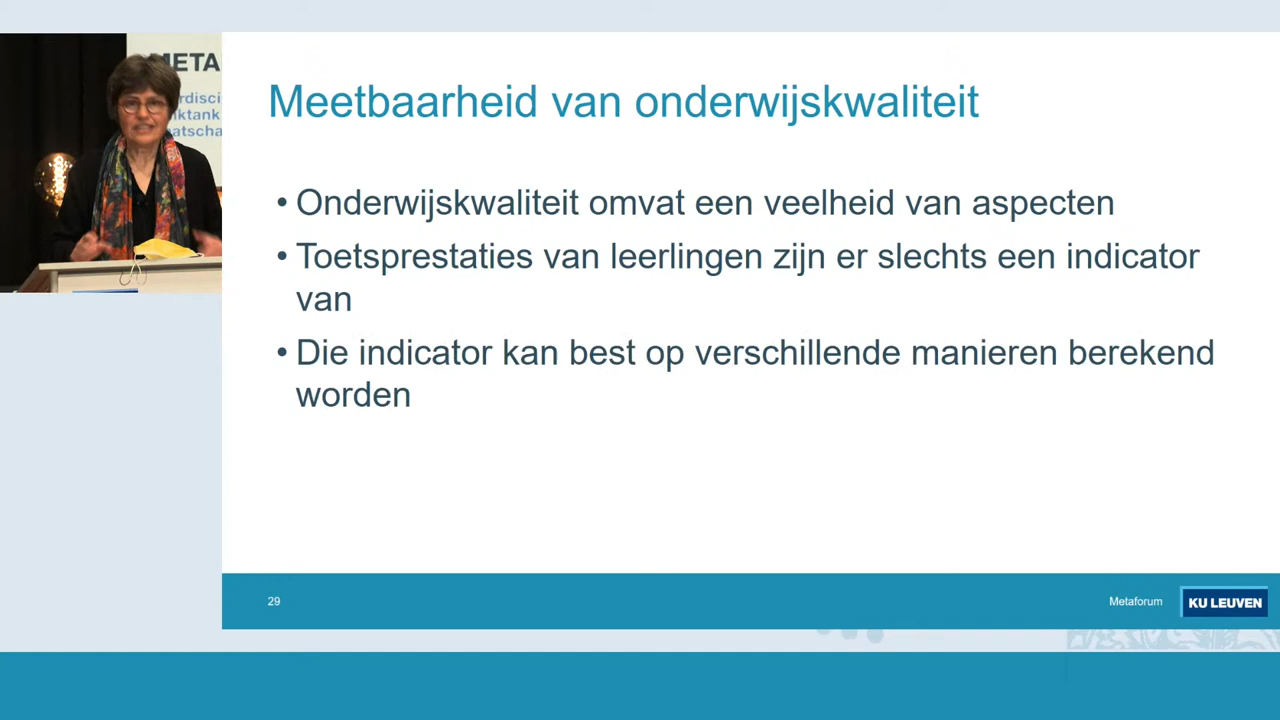 META
Meetbaarheid van onderwijskwaliteit
• Onderwijskwaliteit omvat een veelheid van aspecten
• Toetsprestaties van leerlingen zijn er slechts een indicator
van
• Die indicator kan best op verschillende manieren berekend
worden
29
Metaforum
KU LEUVEN